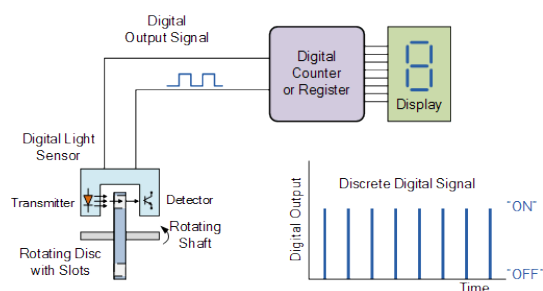 Digital
Output Signal
Digital
Counter
or Register
Display
Digital Light
Sensor
Transmitter
Detector
Rotating
Shaft
Rotating Disc
with Slots
Discrete Digital Signal
Digital Output
"ON"
"OFF"
Time